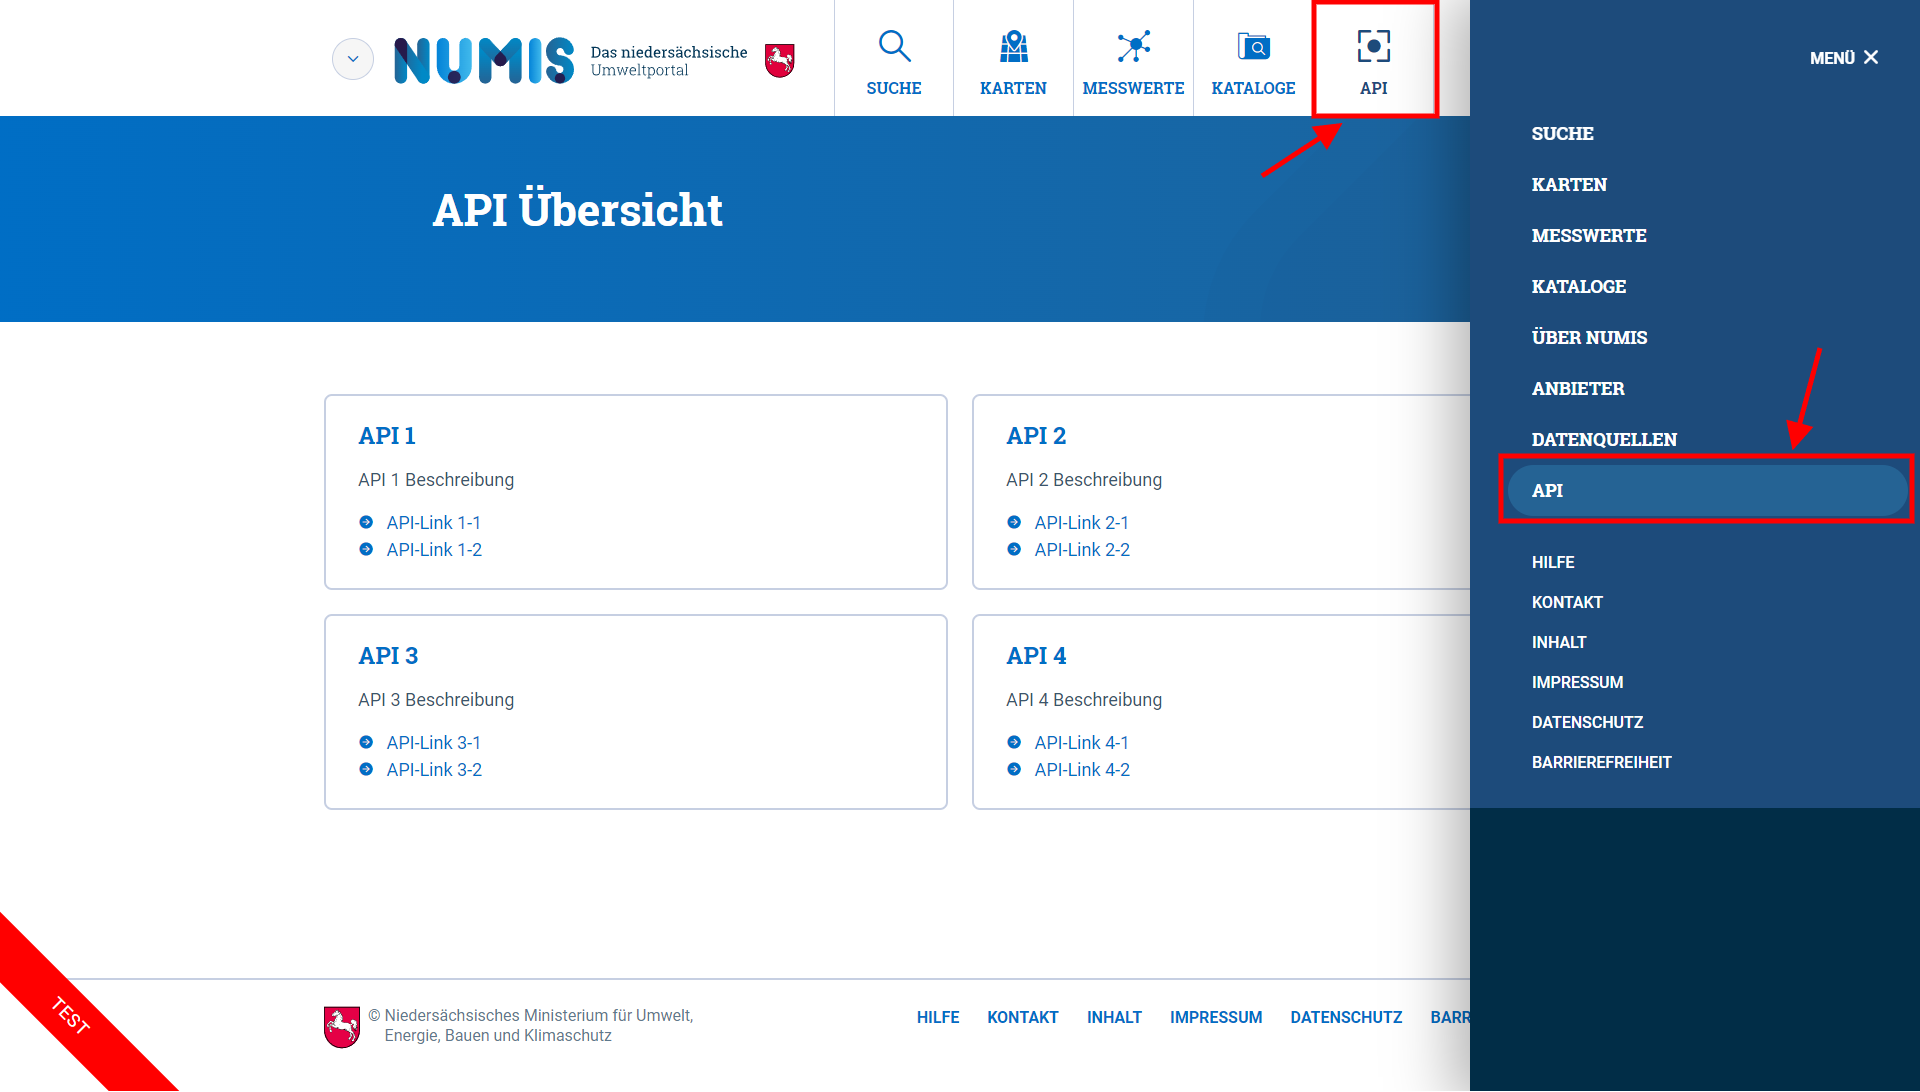 NUMIS
Das niedersächsische
Umweltportal
SUCHE
KARTEN
MESSWERTE
KATALOGE
API
MENÜ
API Übersicht
SUCHE
KARTEN
MESSWERTE
KATALOGE
ÜBER NUMIS
ANBIETER
DATENQUELLEN
API
HILFE
KONTAKT
INHALT
IMPRESSUM
DATENSCHUTZ
BARRIEREFREIHEIT
API 1
API 1 Beschreibung
API-Link 1-1
API-Link 1-2
API 2
API 2 Beschreibung
API-Link 2-1
API-Link 2-2
API 3
API 3 Beschreibung
API-Link 3-1
API-Link 3-2
API 4
API 4 Beschreibung
API-Link 4-1
API-Link 4-2
TEST
© Niedersächsisches Ministerium für Umwelt,
Energie, Bauen und Klimaschutz
HILFE
KONTAKT
INHALT
IMPRESSUM
DATENSCHUTZ
BARR